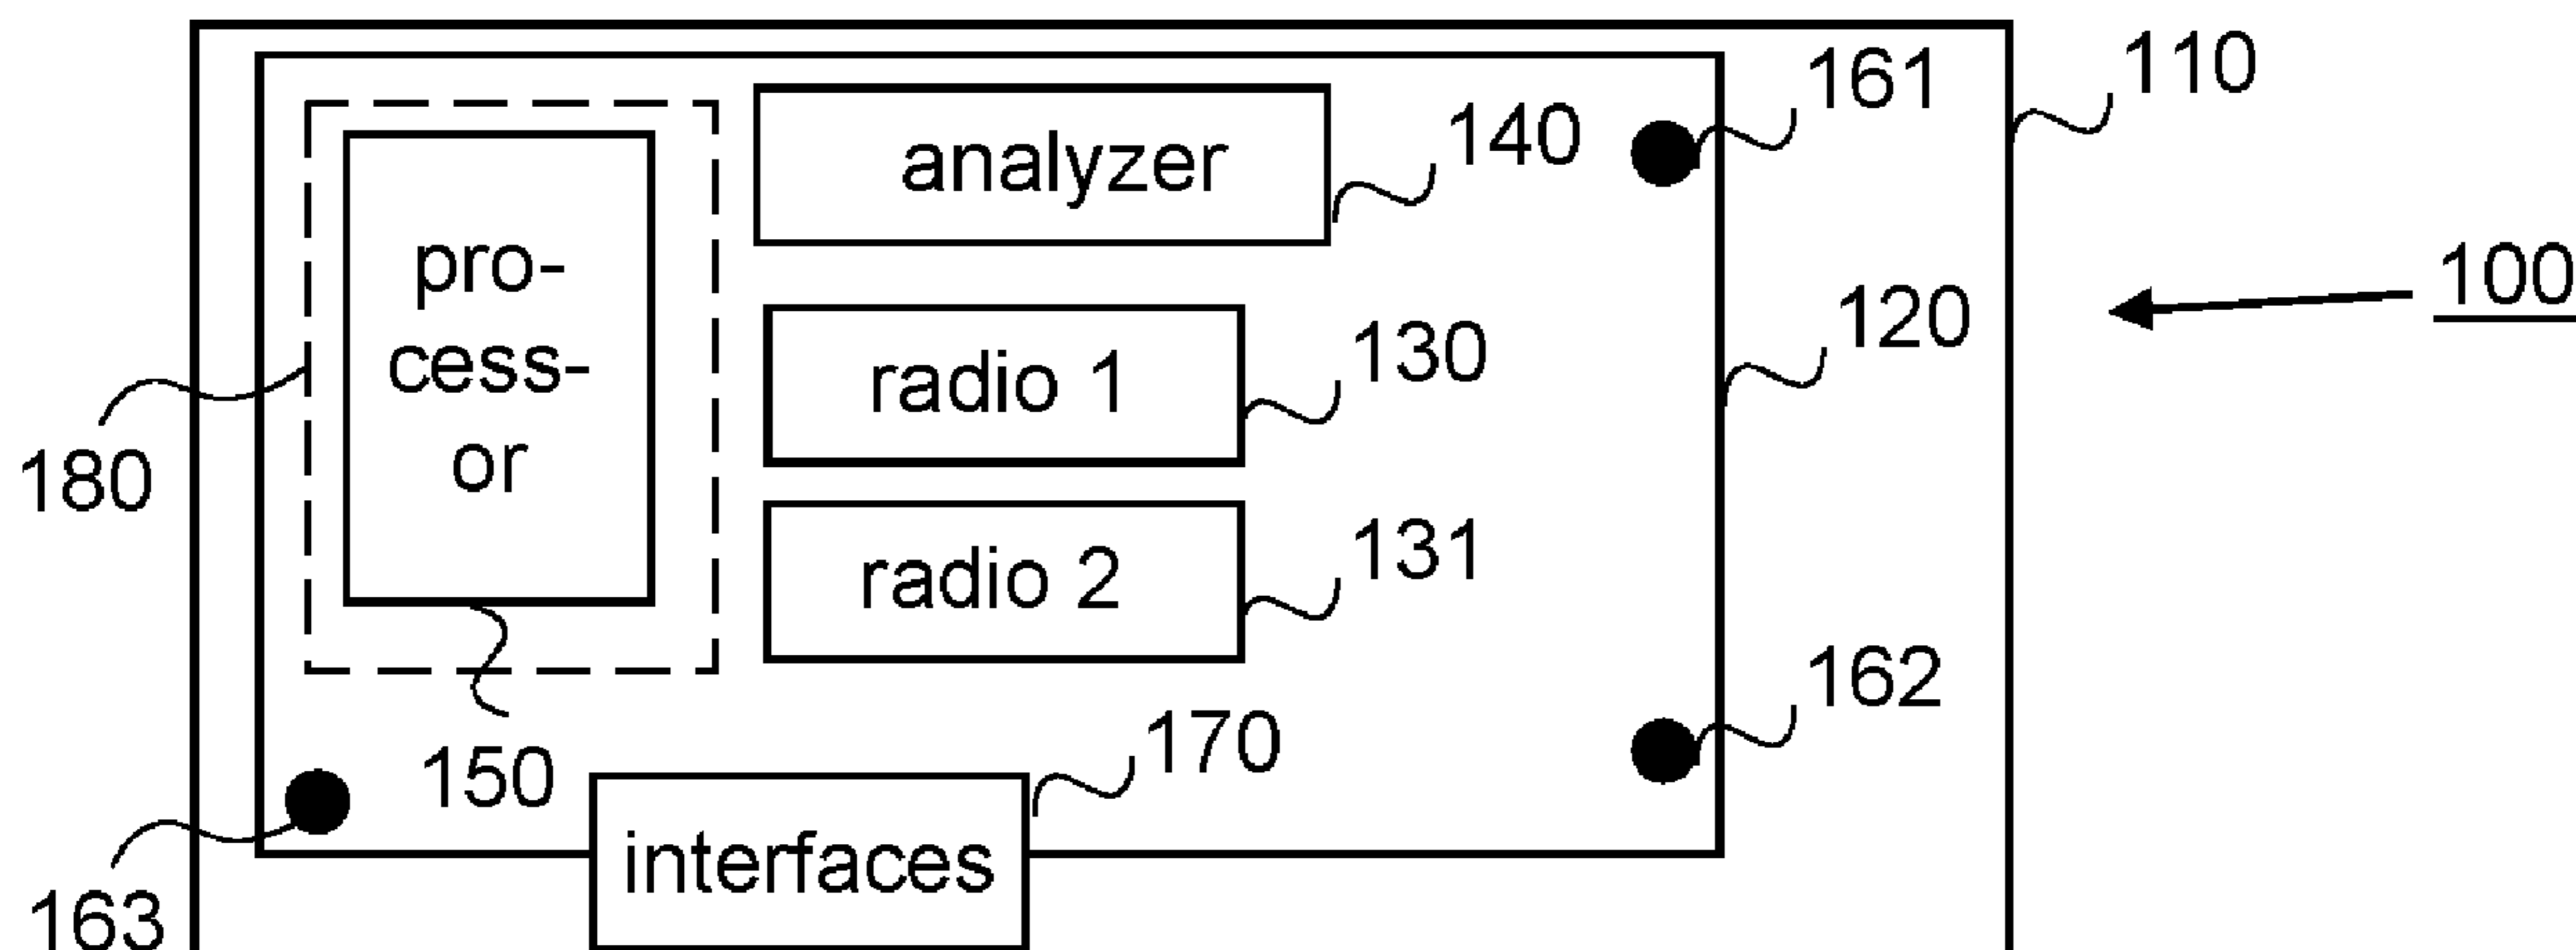 110
161
analyzer
140
pro-
cess-
or
100
120
radio 1
130
180
radio 2
131
162
170
150
interfaces
163